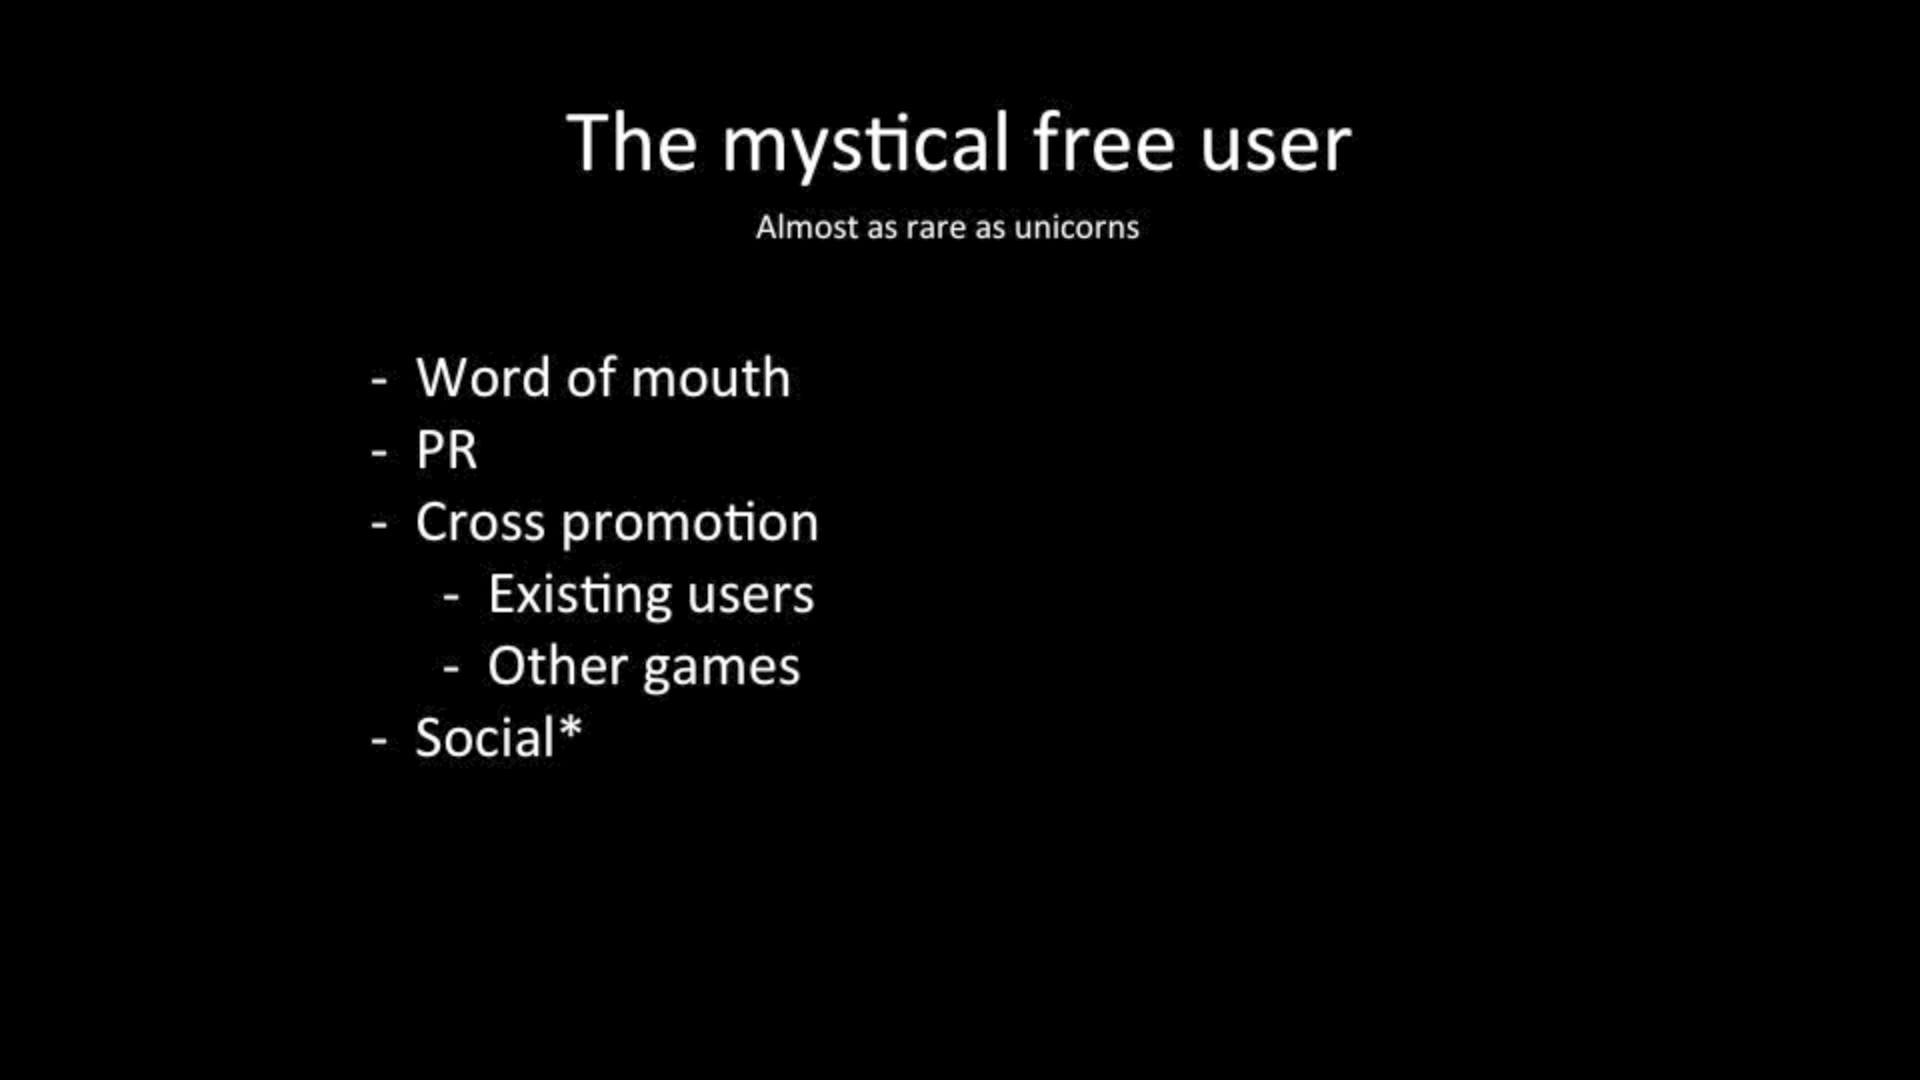 The mystical free user
Almost as rare as unicorns
- Word of mouth
- PR
- Cross promotion
- Existing users
- Other games
- Social*